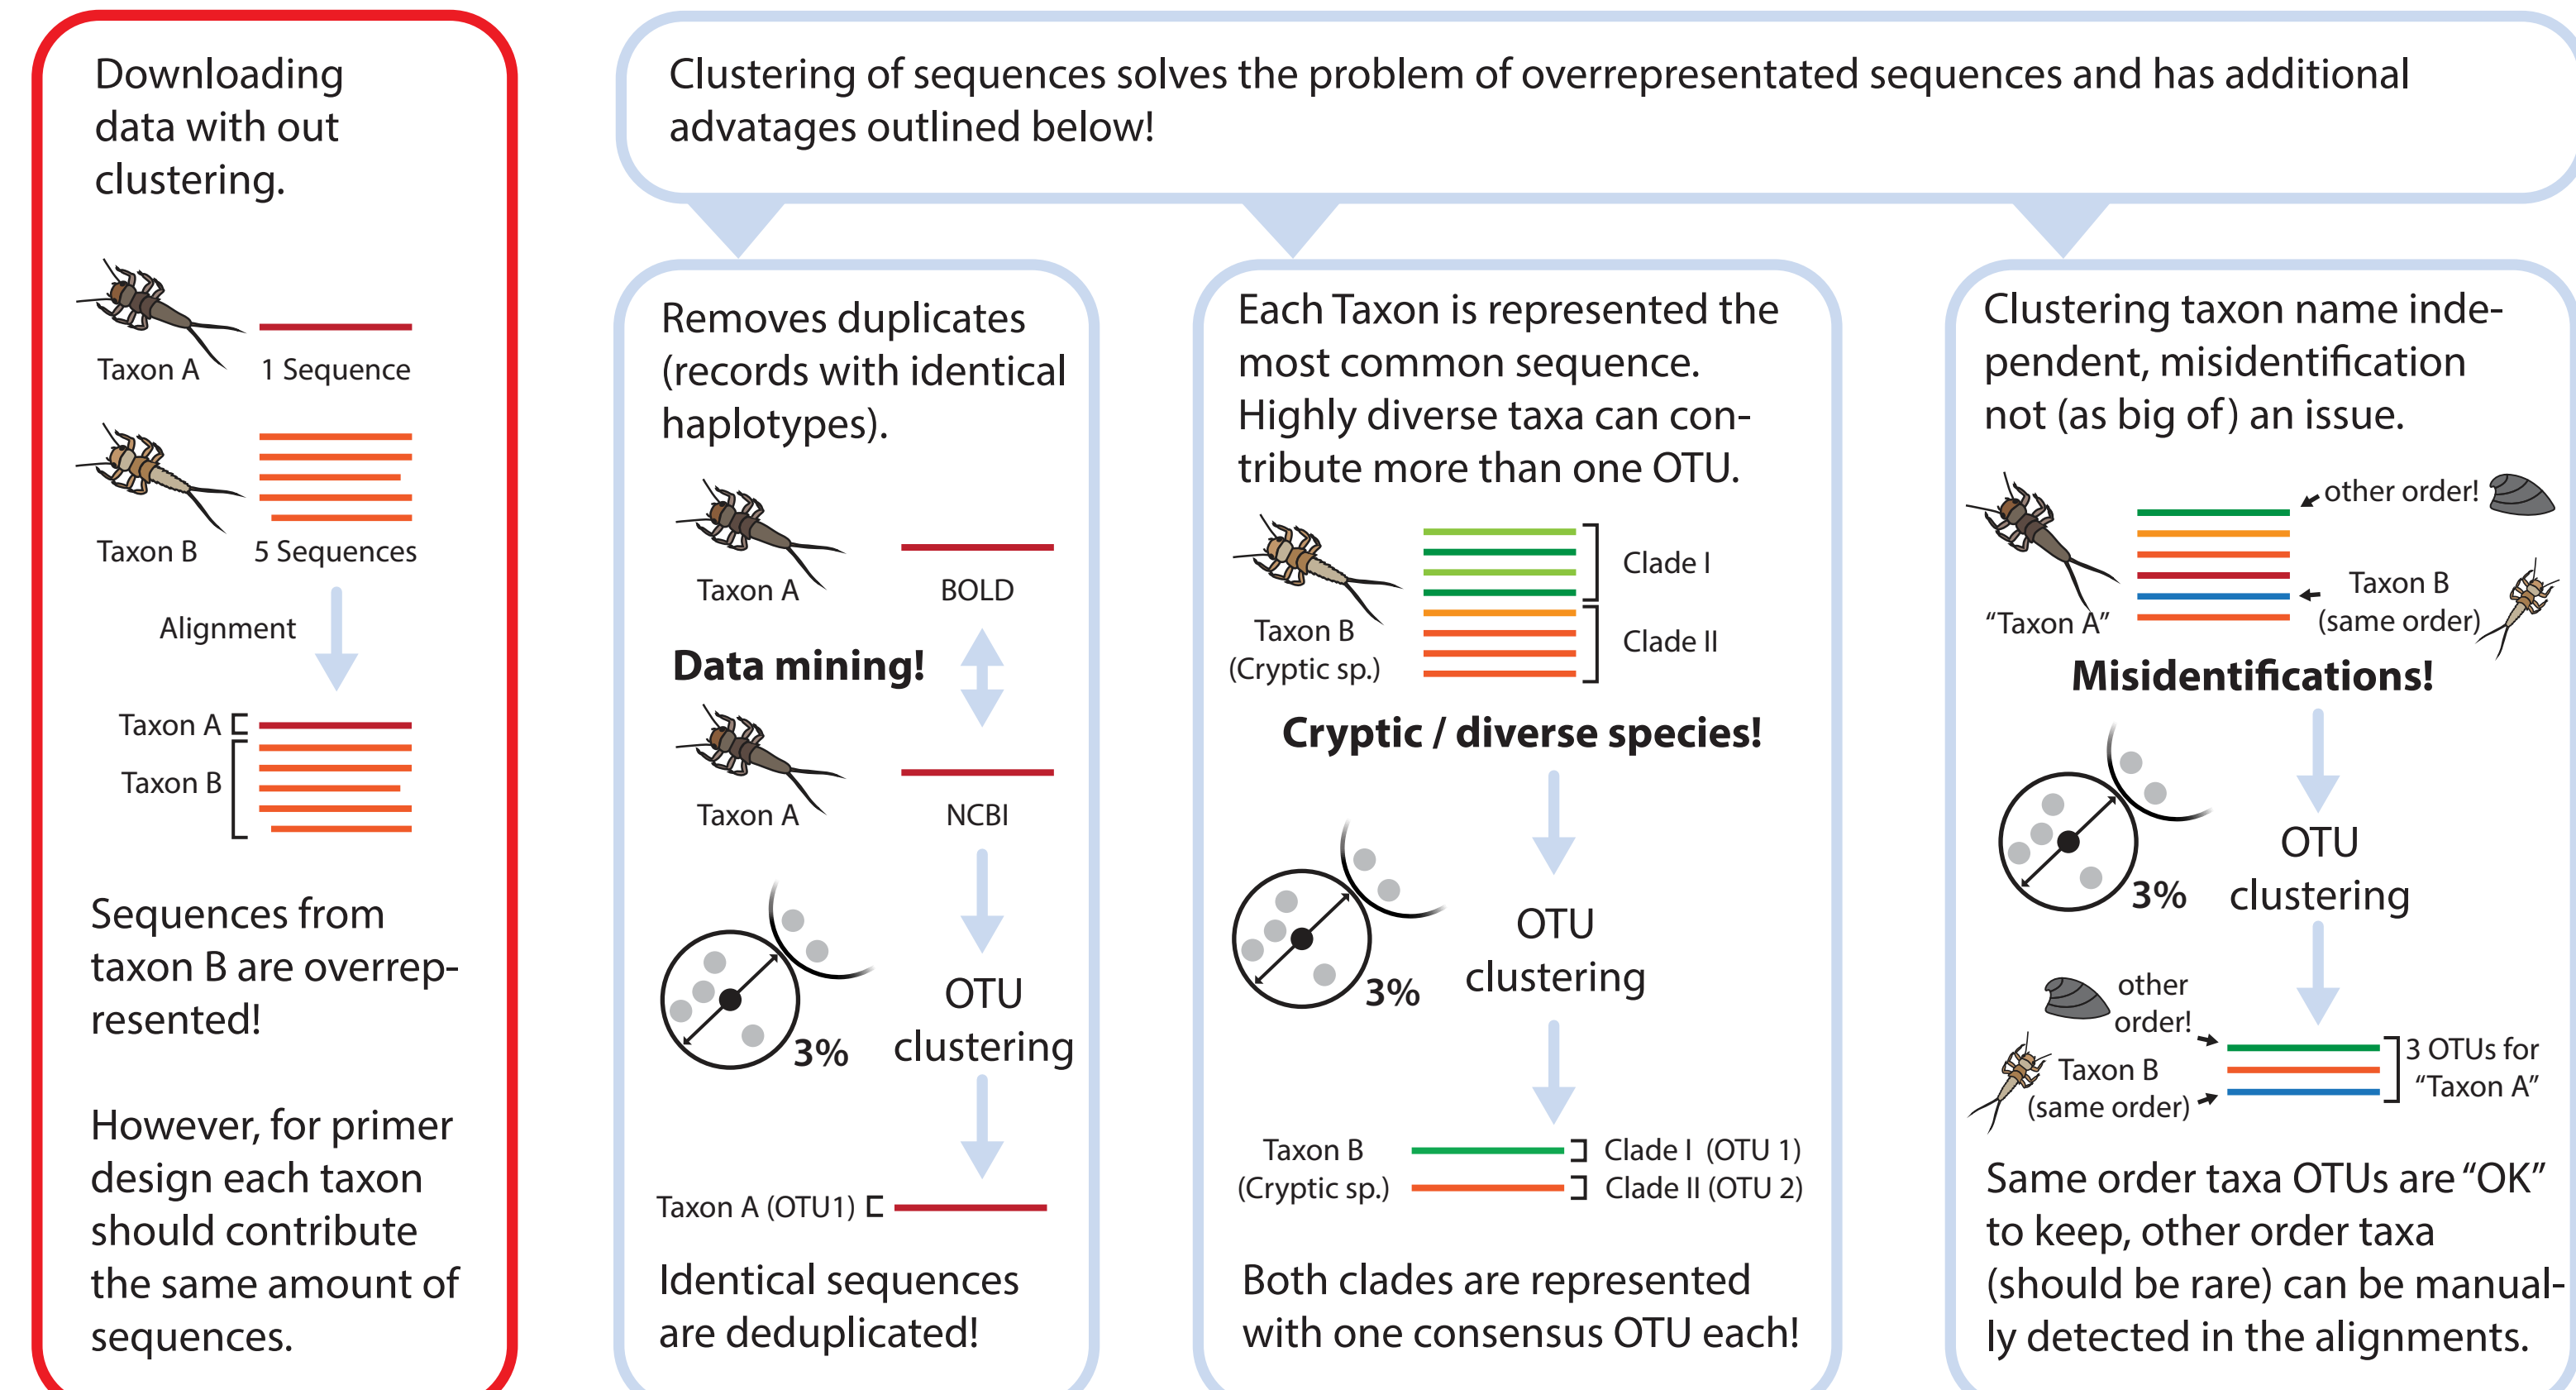 Downloading
data with out
clustering.
Taxon A
1 Sequence
Taxon B
5 Sequences
Alignment
Taxon A
Taxon B
Sequences from
taxon B are overrep-
resented!
However, for primer
design each taxon
should contribute
the same amount of
sequences.
Clustering of sequences solves the problem of overrepresentated sequences and has additional
advatages outlined below!
Removes duplicates
(records with identical
haplotypes).
Taxon A
BOLD
Data mining!
Taxon A
NCBI
3%
OTU
clustering
Taxon A (OTU1)
Identical sequences
are deduplicated!
Each Taxon is represented the
most common sequence.
Highly diverse taxa can con-
tribute more than one OTU.
Clade I
Taxon B
(Cryptic sp.)
Clade II
Cryptic / diverse species!
3%
OTU
clustering
Taxon B
(Cryptic sp.)
Clade I (OTU 1)
Clade II (OTU 2)
Both clades are represented
with one consensus OTU each!
Clustering taxon name inde-
pendent, misidentification
not (as big of) an issue.
other order!
"Taxon A"
Taxon B
(same order)
Misidentifications!
3%
OTU
clustering
other
order!
Taxon B
(same order)
3 OTUs for
"Taxon A"
Same order taxa OTUs are "OK"
to keep, other order taxa
(should be rare) can be manual-
ly detected in the alignments.